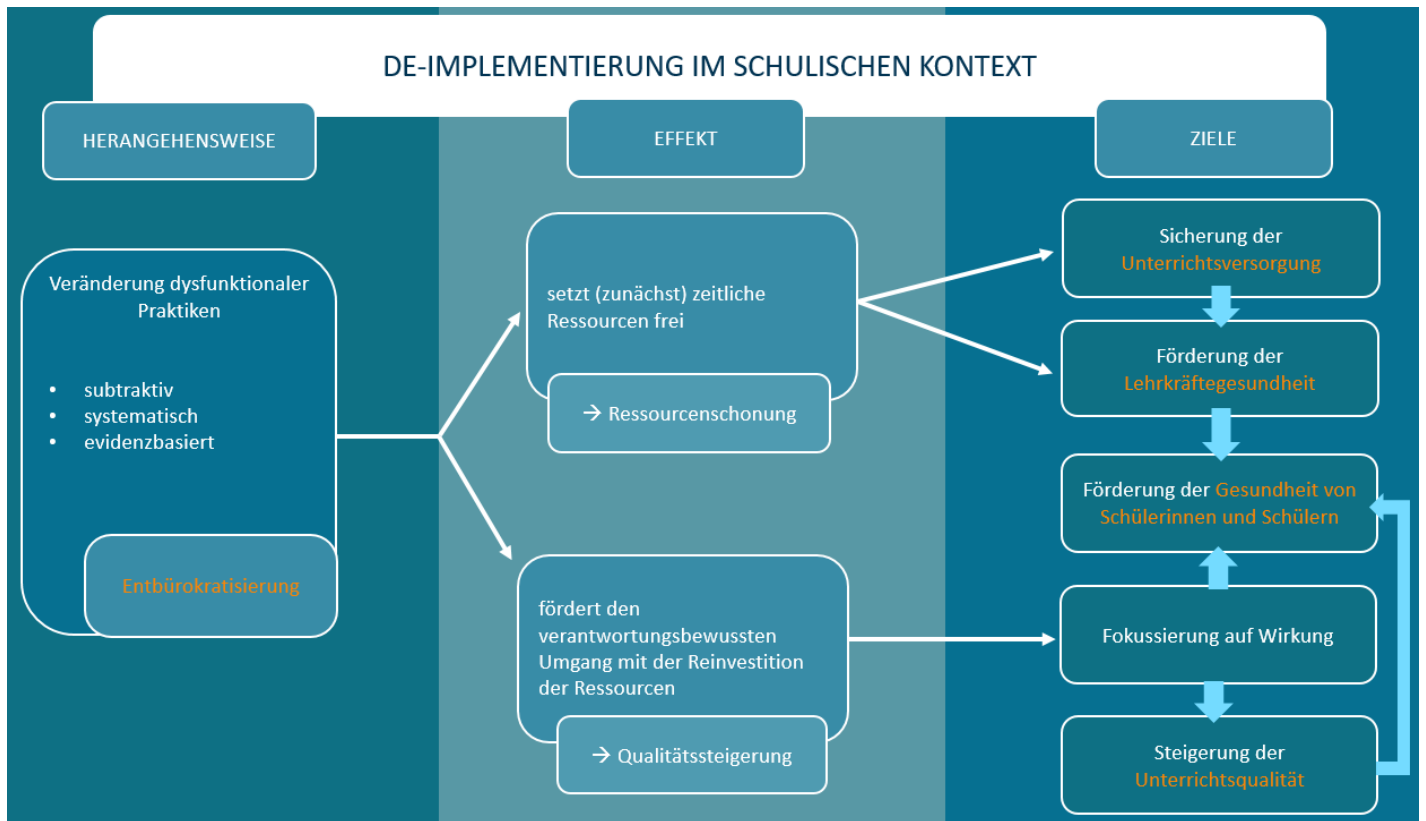 DE-IMPLEMENTIERUNG IM SCHULISCHEN KONTEXT
HERANGEHENSWEISE
EFFEKT
ZIELE
Veränderung dysfunktionaler
Praktiken
• subtraktiv
• systematisch
• evidenzbasiert
Entbürokratisierung
setzt (zunächst) zeitliche
Ressourcen frei
→ Ressourcenschonung
fördert den
verantwortungsbewussten
Umgang mit der Reinvestition
der Ressourcen
→ Qualitätssteigerung
Sicherung der
Unterrichtsversorgung
Förderung der
Lehrkräftegesundheit
Förderung der Gesundheit von
Schülerinnen und Schülern
Fokussierung auf Wirkung
Steigerung der
Unterrichtsqualität